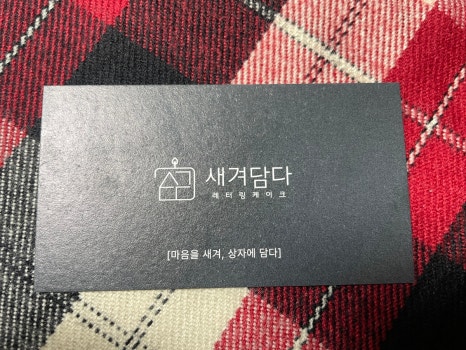 새겨담다
레터링케이크
[마음을 새겨, 상자에 담다]